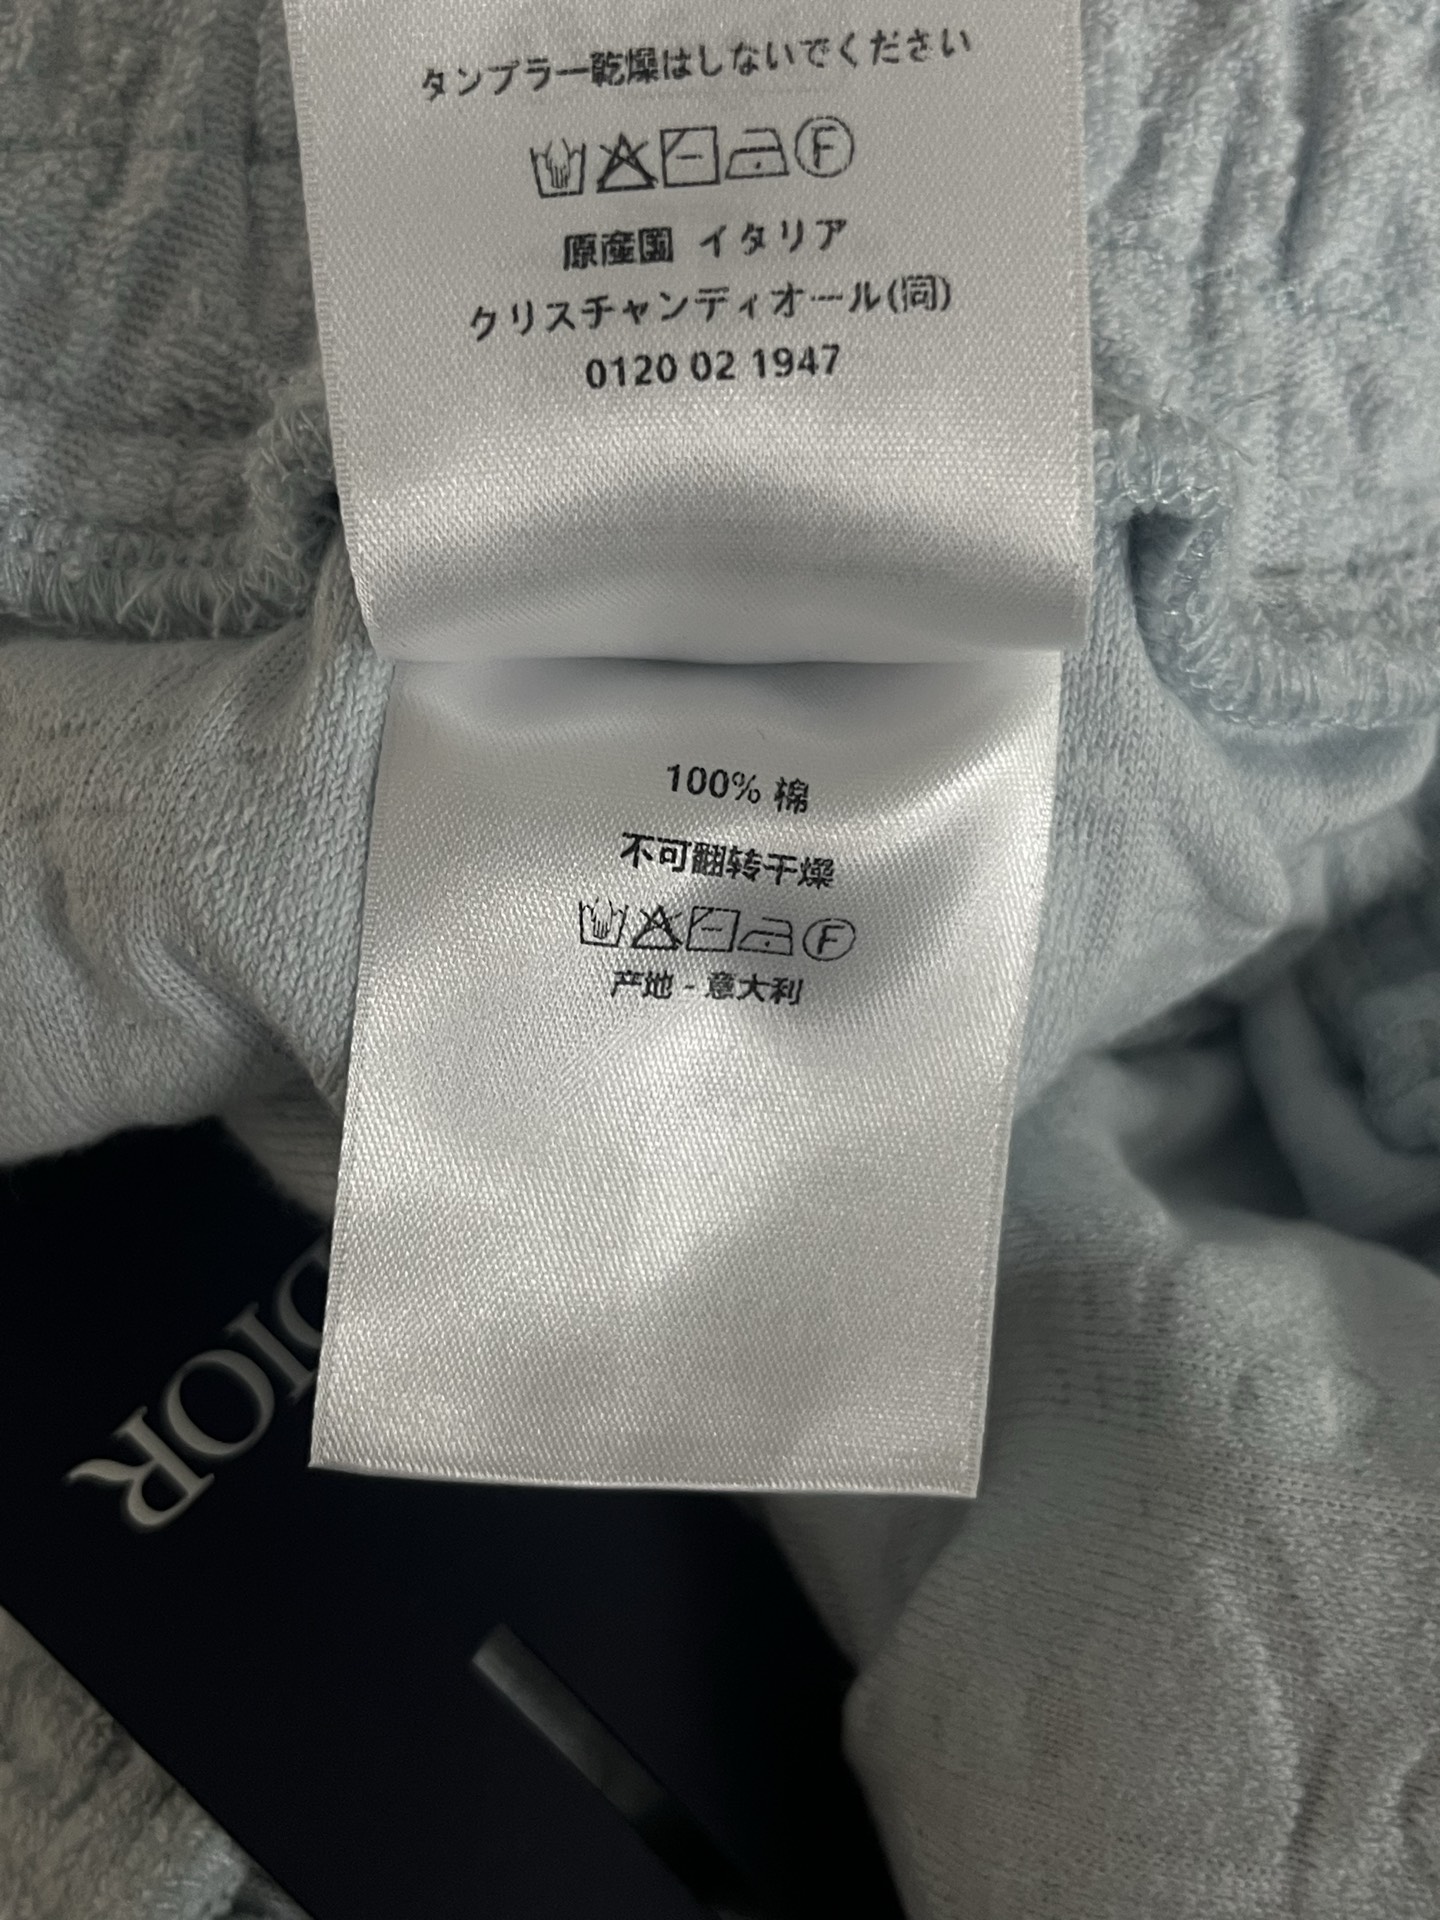 タンブラー乾燥はしないでください
F
原産国 イタリア
クリスチャンディオール(同)
0120 02 1947
100% 棉
不可翻转干燥
F
产地 - 意大利
DIOR